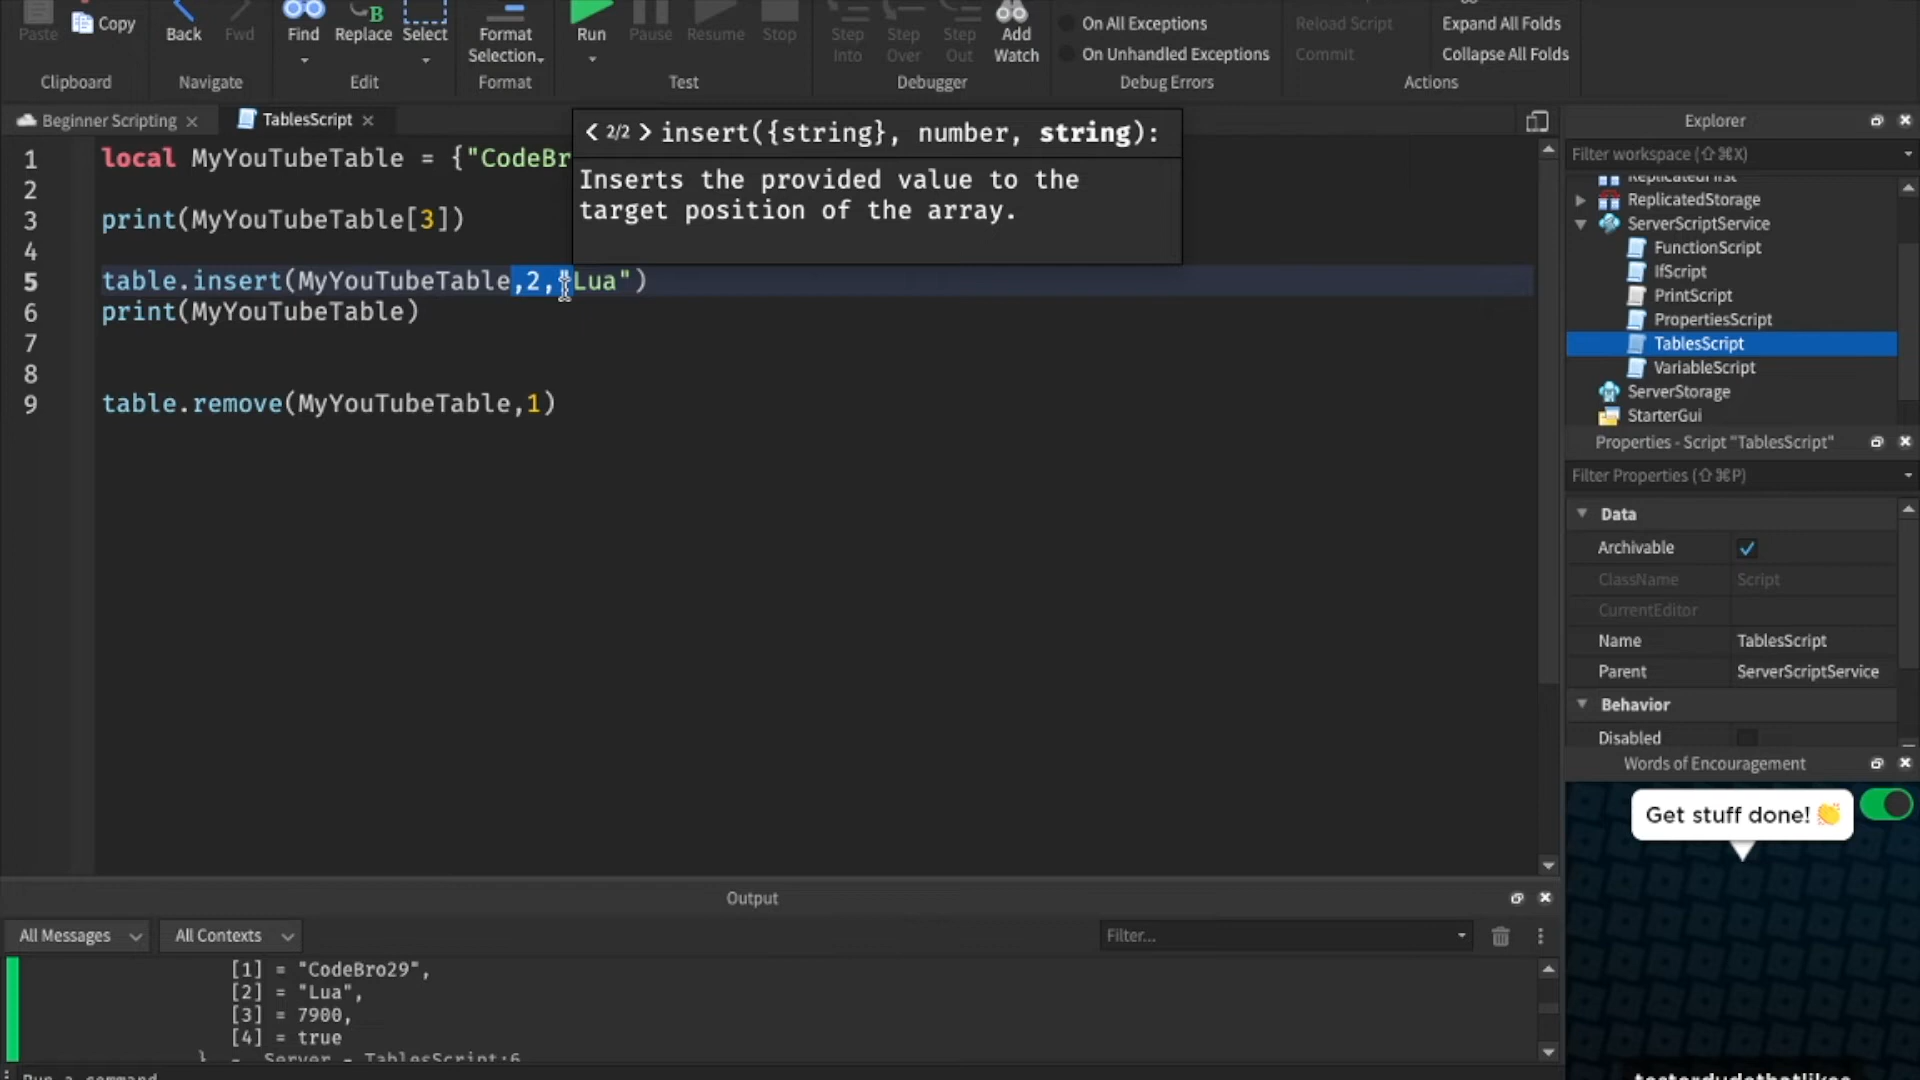 Paste Copy
Back Fwd
Find Replace Select
Format Selection
Run Pause Resume Stop
Step Into Step Over Step Out Add Watch
On All Exceptions
On Unhandled Exceptions
Reload Script
Commit
Expand All Folds
Collapse All Folds
Clipboard Navigate Edit Format Test Debugger Debug Errors Actions
Beginner Scripting TablesScript
1 local MyYouTubeTable = {"CodeBr
2
3 print(MyYouTubeTable[3])
4
5 table.insert(MyYouTubeTable,2,"Lua")
6 print(MyYouTubeTable)
7
8
9 table.remove(MyYouTubeTable,1)
< 2/2 > insert({string}, number, string):
Inserts the provided value to the
target position of the array.
Explorer
Filter workspace (⇧⌘X)
ReplicatedFirst
ReplicatedStorage
ServerScriptService
FunctionScript
IfScript
PrintScript
PropertiesScript
TablesScript
VariableScript
ServerStorage
StarterGui
Properties - Script "TablesScript"
Filter Properties (⇧⌘P)
Data
Archivable
ClassName Script
CurrentEditor
Name TablesScript
Parent ServerScriptService
Behavior
Disabled
Words of Encouragement
Get stuff done! 👏
Output
All Messages All Contexts Filter...
[1] = "CodeBro29",
[2] = "Lua",
[3] = 7900,
[4] = true
} - Server - TablesScript:6
Run a command